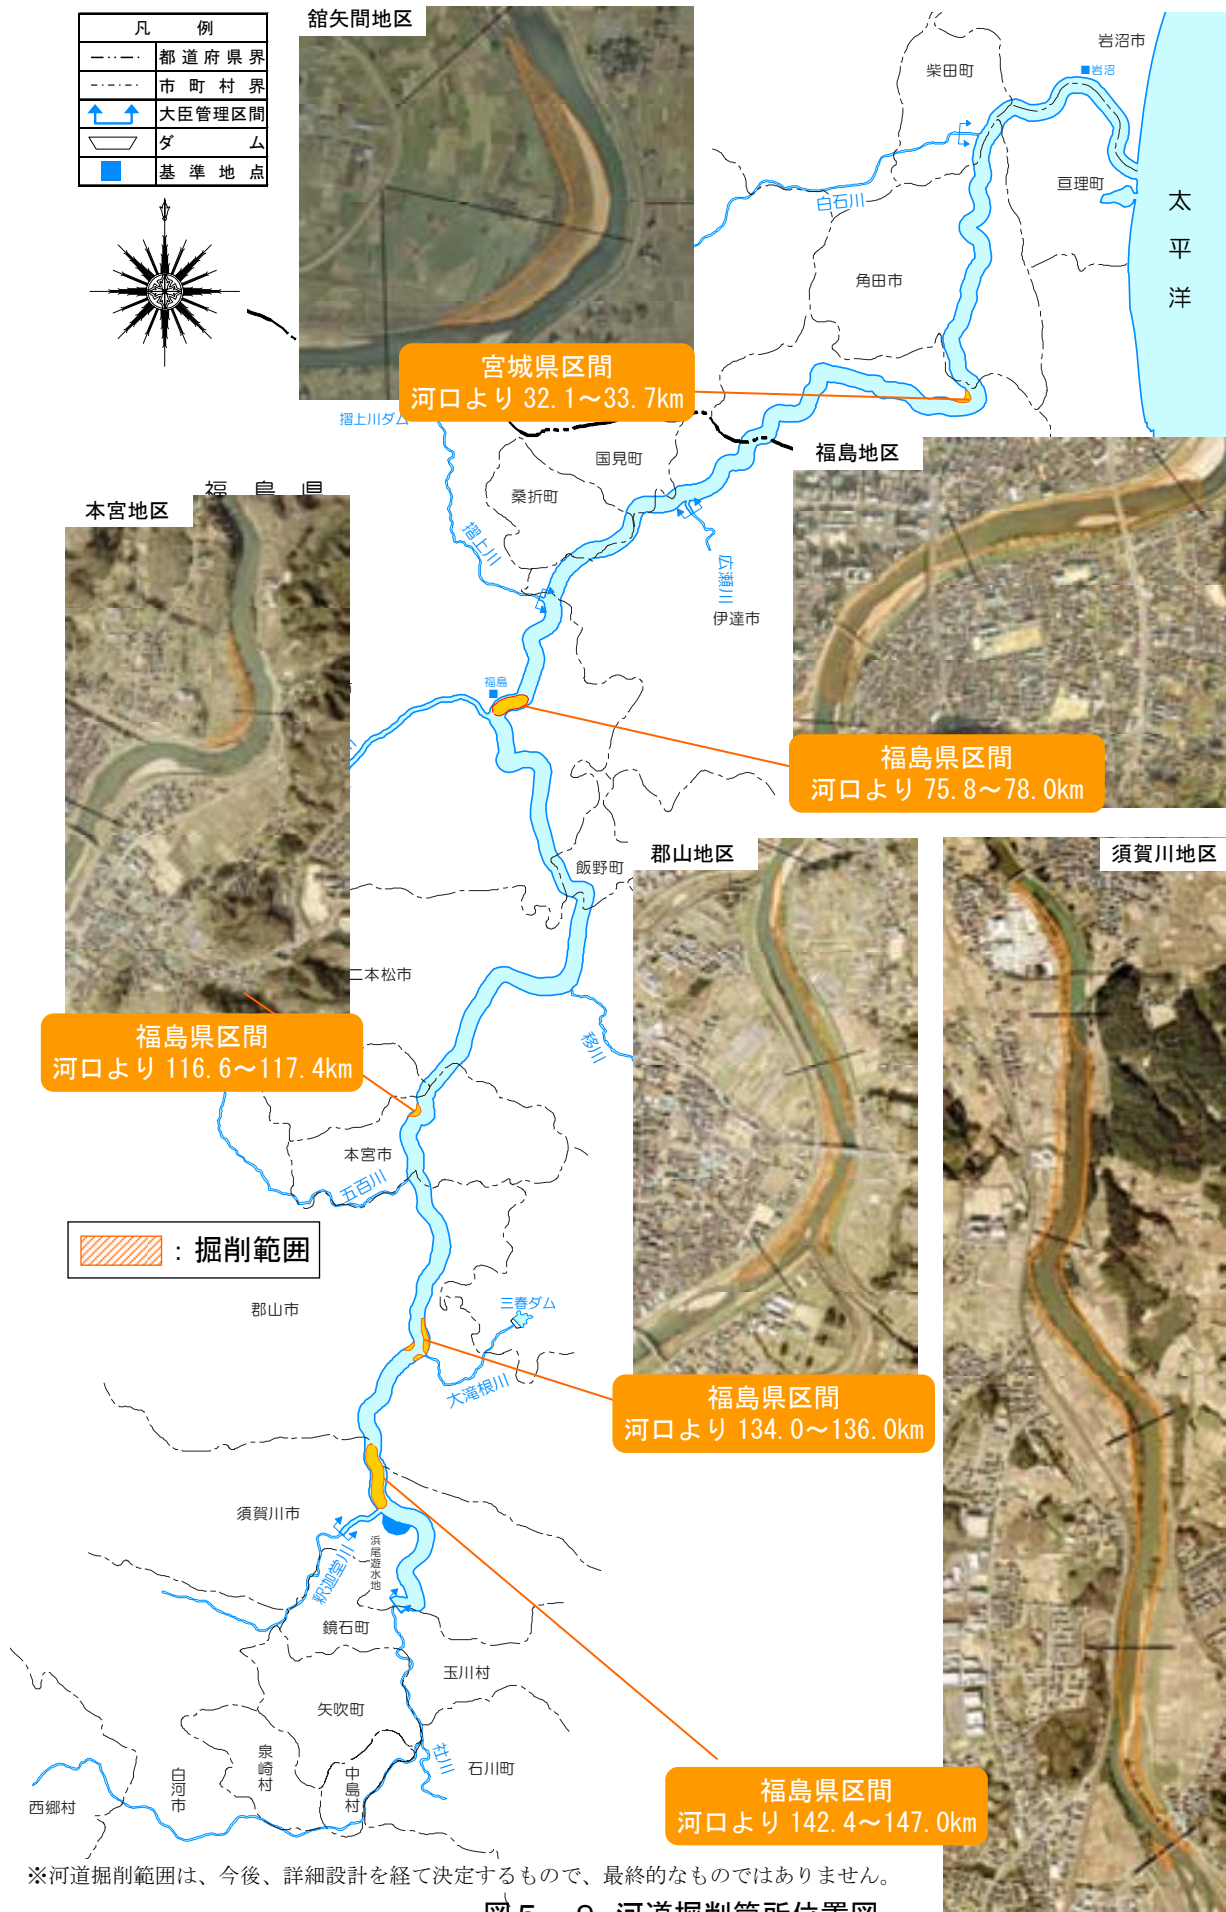 凡 例
都道府県界
市町村界
大臣管理区間
ダム
基準地点
舘矢間地区
岩沼市
柴田町
岩沼
亘理町
白石川
太平洋
角田市
宮城県区間
河口より 32.1～33.7km
摺上川ダム
国見町
福島地区
福島県
桑折町
本宮地区
摺上川
広瀬川
伊達市
福島
福島県区間
河口より 75.8～78.0km
飯野町
郡山地区
須賀川地区
二本松市
福島県区間
河口より 116.6～117.4km
移川
本宮市
五百川
：掘削範囲
郡山市
三春ダム
大滝根川
福島県区間
河口より 134.0～136.0km
須賀川市
浜尾遊水地
釈迦堂川
鏡石町
玉川村
矢吹町
泉崎村
社川
石川町
中島村
白河市
西郷村
福島県区間
河口より 142.4～147.0km
※河道掘削範囲は、今後、詳細設計を経て決定するもので、最終的なものではありません。
河道掘削箇所位置図